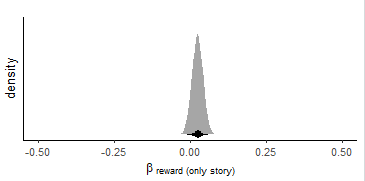 density
-0.50 -0.25 0.00 0.25 0.50
β reward (only story)